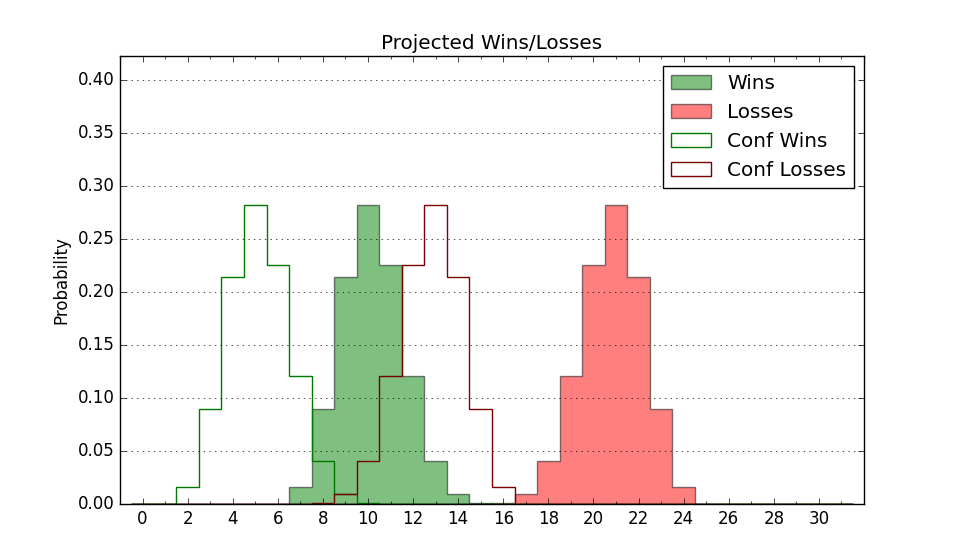 Projected Wins/Losses
0.40
0.35
0.30
0.25
0.20
0.15
0.10
0.05
0.00
Probability
Wins
Losses
Conf Wins
Conf Losses
0 2 4 6 8 10 12 14 16 18 20 22 24 26 28 30